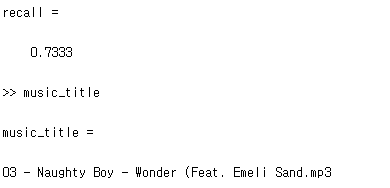 recall =
0.7333
>> music_title
music_title =
03 - Naughty Boy - Wonder (Feat. Emeli Sand.mp3